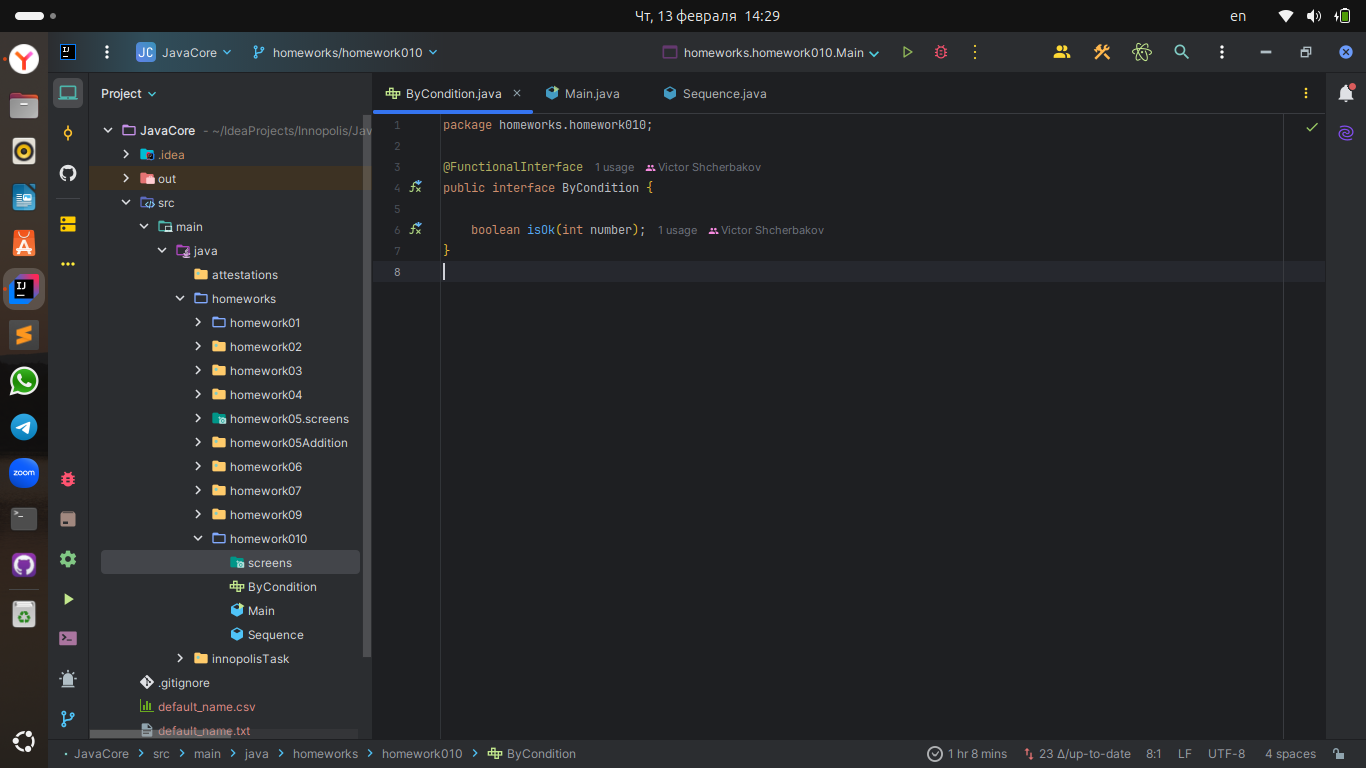 Чт, 13 февраля 14:29
en
JC JavaCore
homeworks/homework010
homeworks.homework010.Main
Project
ByCondition.java
Main.java
Sequence.java
JavaCore - ~/IdeaProjects/Innopolis/Jav
.idea
out
src
main
java
attestations
homeworks
homework01
homework02
homework03
homework04
homework05.screens
homework05Addition
homework06
homework07
homework09
homework010
screens
ByCondition
Main
Sequence
innopolisTask
.gitignore
default_name.csv
default_name.txt
1 package homeworks.homework010;
2
3 @FunctionalInterface 1 usage Victor Shcherbakov
4 public interface ByCondition {
5
6 boolean isOk(int number); 1 usage Victor Shcherbakov
7 }
8
zoom
JavaCore > src > main > java > homeworks > homework010 > ByCondition
1 hr 8 mins
23 Δ/up-to-date
8:1
LF
UTF-8
4 spaces